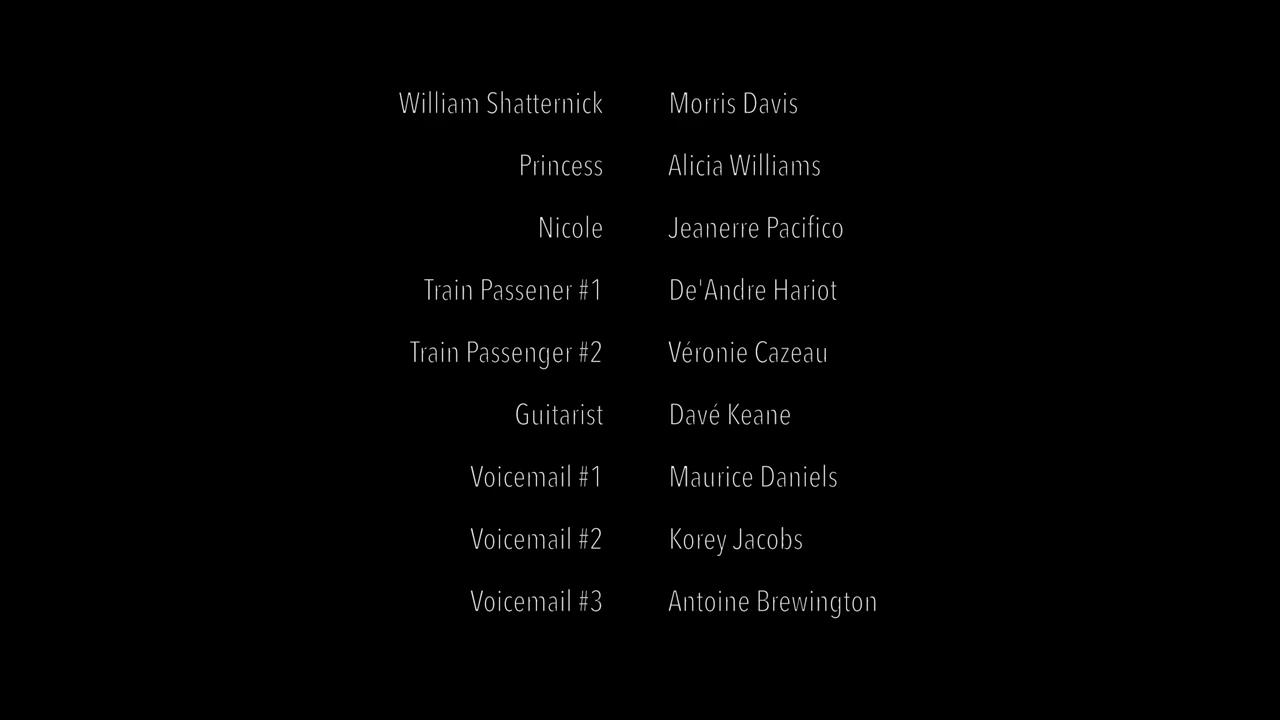 William Shatternick Morris Davis
Princess Alicia Williams
Nicole Jeanerre Pacifico
Train Passener #1 De'Andre Hariot
Train Passenger #2 Véronie Cazeau
Guitarist Davé Keane
Voicemail #1 Maurice Daniels
Voicemail #2 Korey Jacobs
Voicemail #3 Antoine Brewington